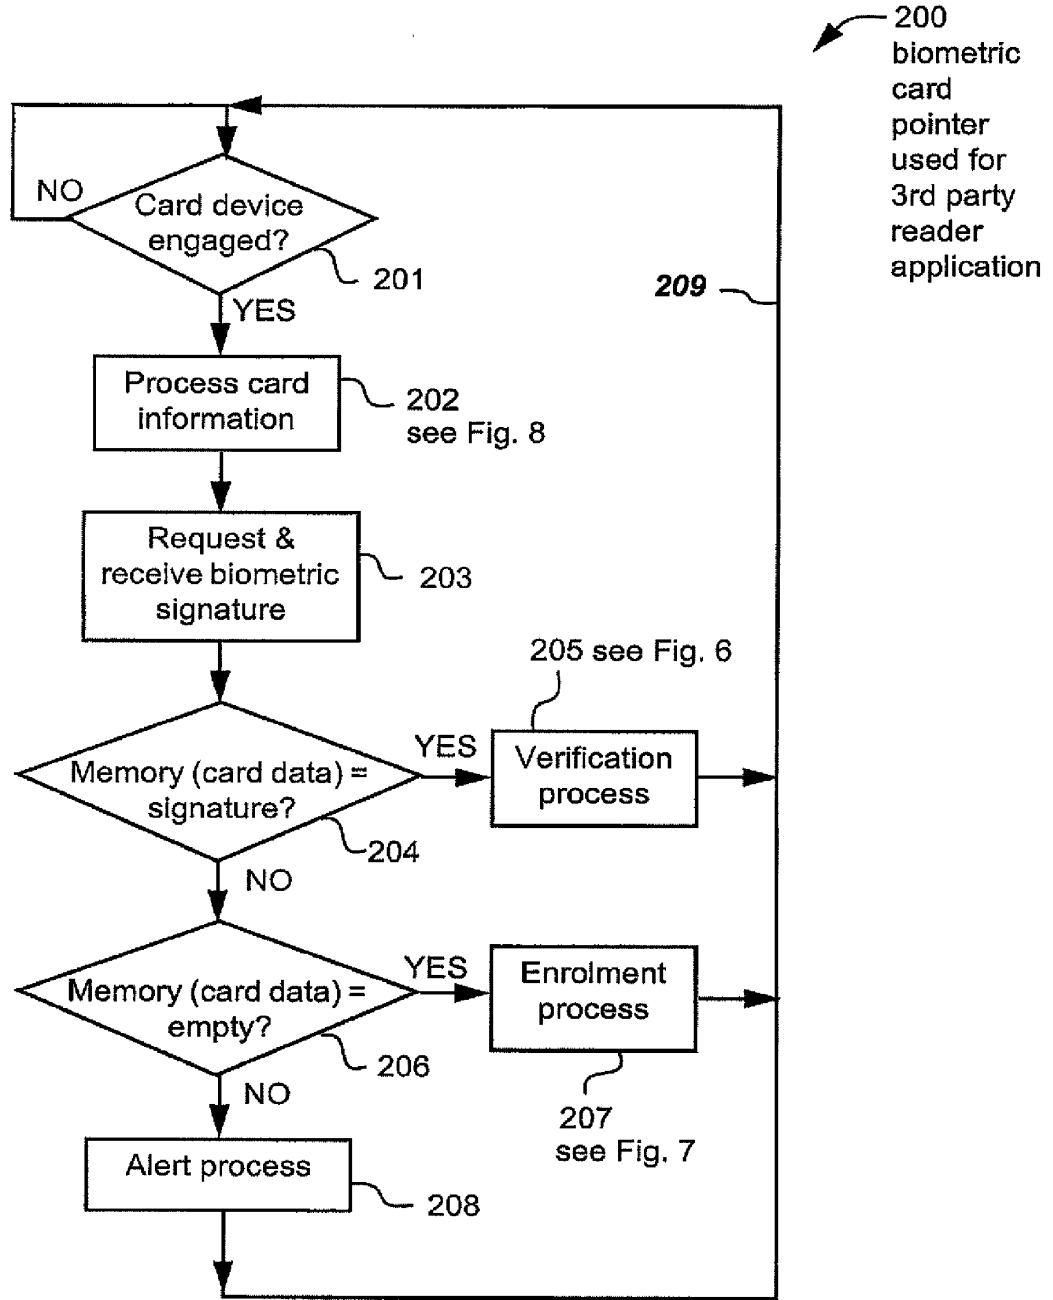 200
biometric
card
pointer
used for
3rd party
reader
application
NO
Card device
engaged?
201
209
YES
Process card
information
202
see Fig. 8
Request &
receive biometric
signature
203
205 see Fig. 6
YES
Verification
process
Memory (card data) =
signature?
204
NO
YES
Enrolment
process
Memory (card data) =
empty?
206
NO
207
see Fig. 7
Alert process
208